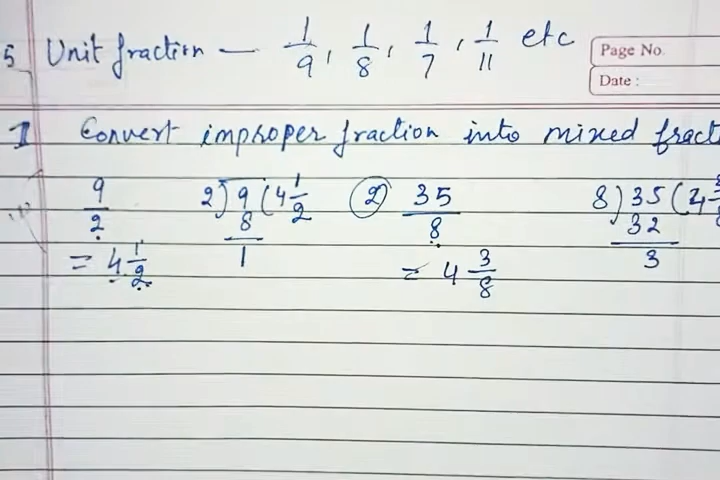 5 Unit fraction — 1/9, 1/8, 1/7, 1/11 etc
Page No.
Date :
I Convert improper fraction into mixed fract
9/2 2)9(4 1/2 (2) 35/8 8)35(4 3/8
8 32
= 4 1/2 1 = 4 3/8 3